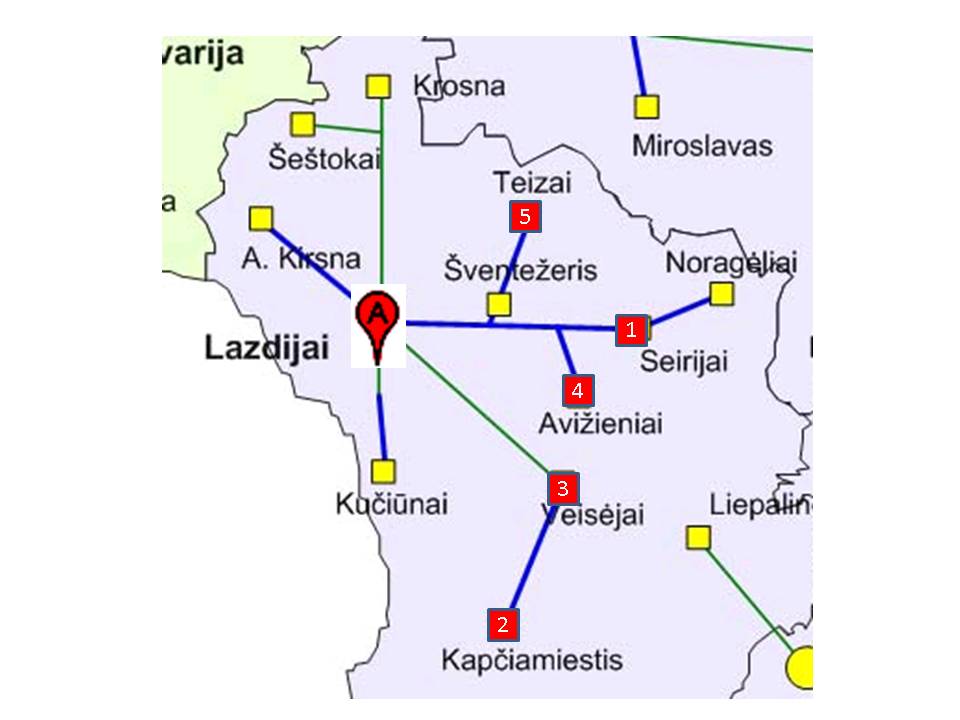 varija
Krosna
Šeštokai
Miroslavas
a
Teizai
5
A. Kirsna
Šventežeris
Noragėliai
A
Lazdijai
1
Seirijai
4
Avižieniai
3
Kučiūnai
Veisėjai
Liepalin
2
Kapčiamiestis